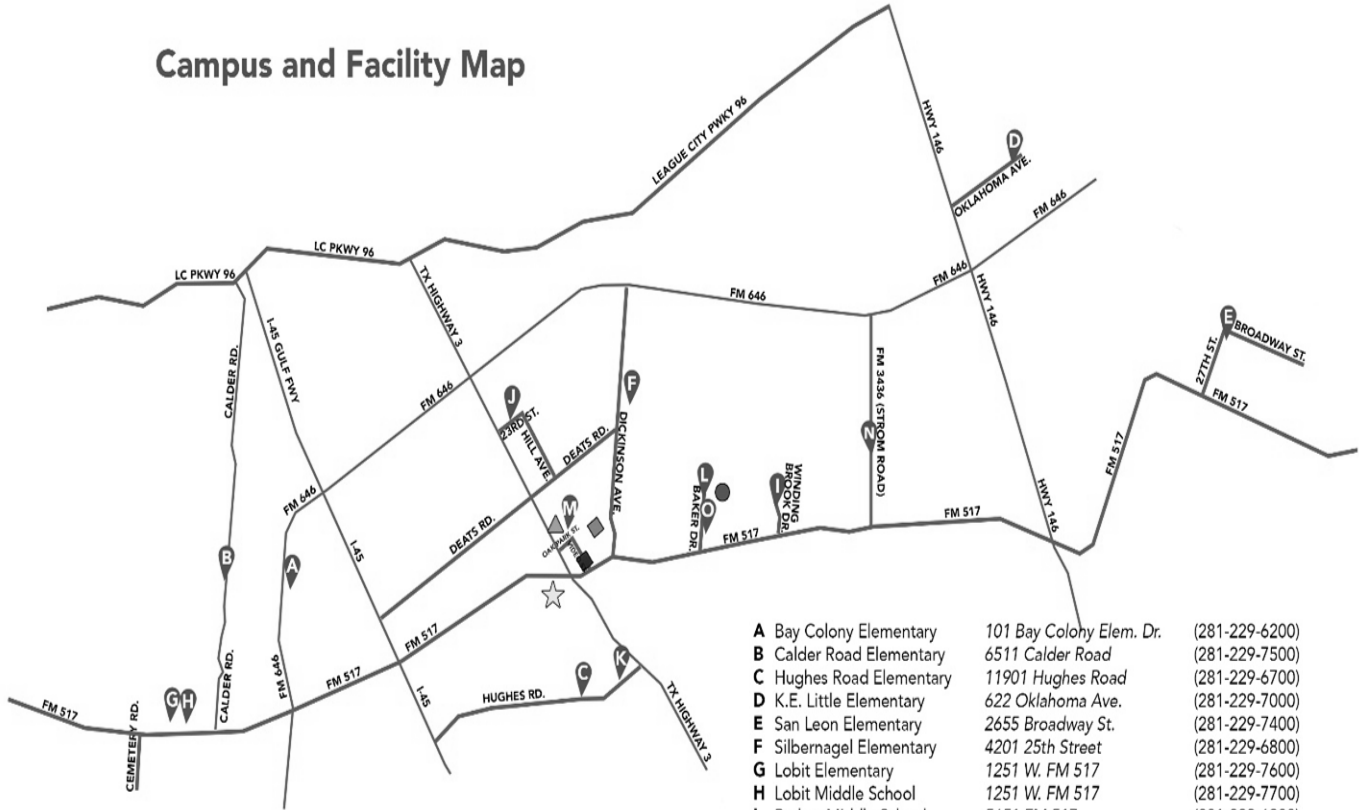 Campus and Facility Map
LEAGUE CITY PWKY 96
HWY 146
D
OKLAHOMA AVE.
FM 646
LC PKWY 96
LC PKWY 96
TX HIGHWAY 3
FM 646
FM 646
HWY 146
E
BROADWAY ST.
27TH ST.
FM 517
I-45 GULF FWY
CALDER RD.
FM 646
J
23RD ST.
HILL AVE.
F
DEATS RD.
DICKINSON AVE.
N
FM 3436 (STROM ROAD)
FM 517
L
BAKER DR.
O
I
WINDING
BROOK DR.
HWY 146
FM 646
M
OAK PARK ST.
DEATS RD.
FM 517
FM 517
I-45
B
A
FM 517
C
K
HUGHES RD.
TX HIGHWAY 3
FM 517
I-45
FM 646
CALDER RD.
G
H
FM 517
CEMETERY RD.
A Bay Colony Elementary 101 Bay Colony Elem. Dr. (281-229-6200)
B Calder Road Elementary 6511 Calder Road (281-229-7500)
C Hughes Road Elementary 11901 Hughes Road (281-229-6700)
D K.E. Little Elementary 622 Oklahoma Ave. (281-229-7000)
E San Leon Elementary 2655 Broadway St. (281-229-7400)
F Silbernagel Elementary 4201 25th Street (281-229-6800)
G Lobit Elementary 1251 W. FM 517 (281-229-7600)
H Lobit Middle School 1251 W. FM 517 (281-229-7700)